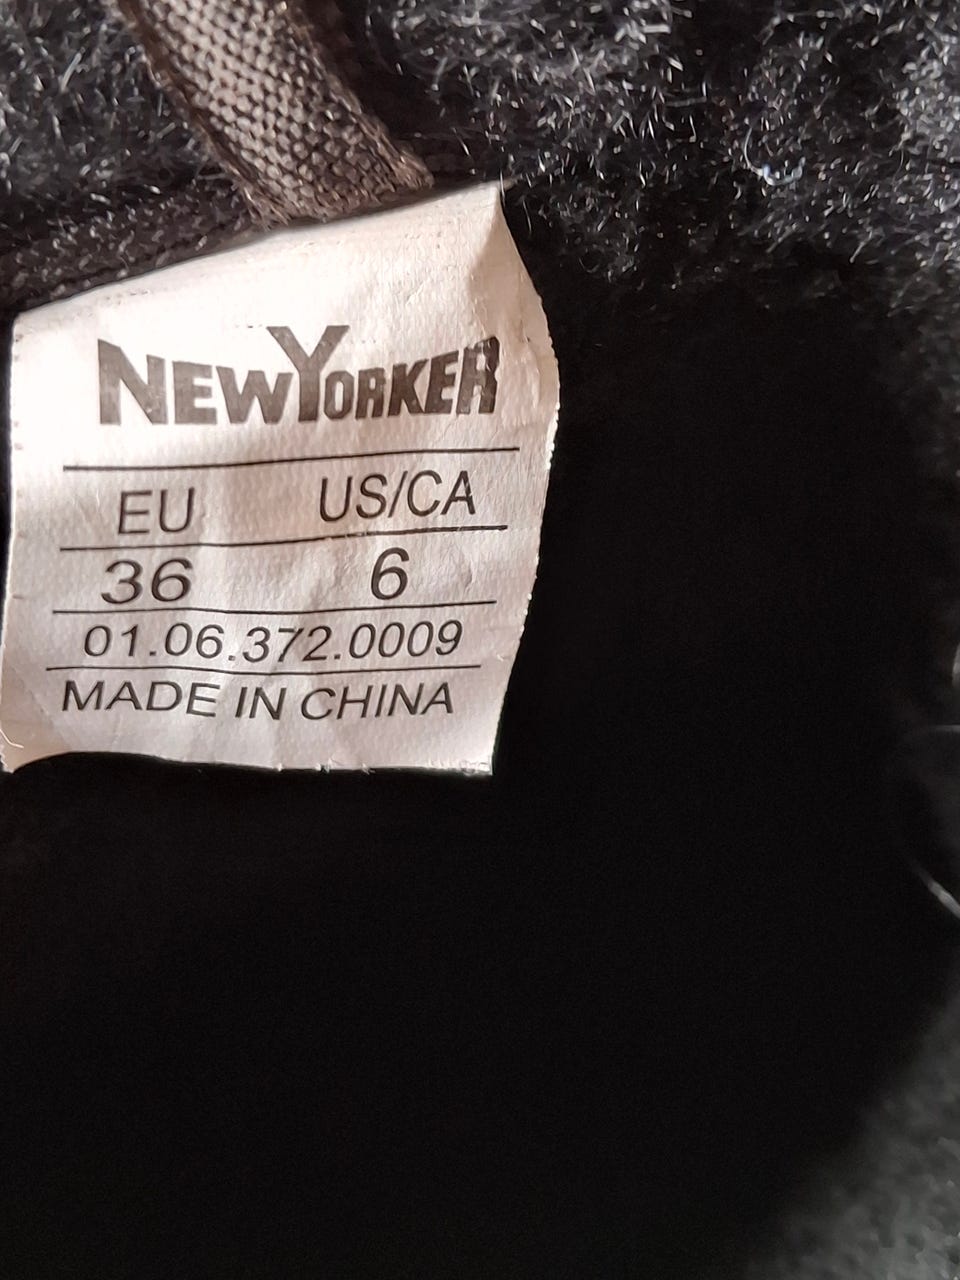 NEWYORKER
EU US/CA
36 6
01.06.372.0009
MADE IN CHINA